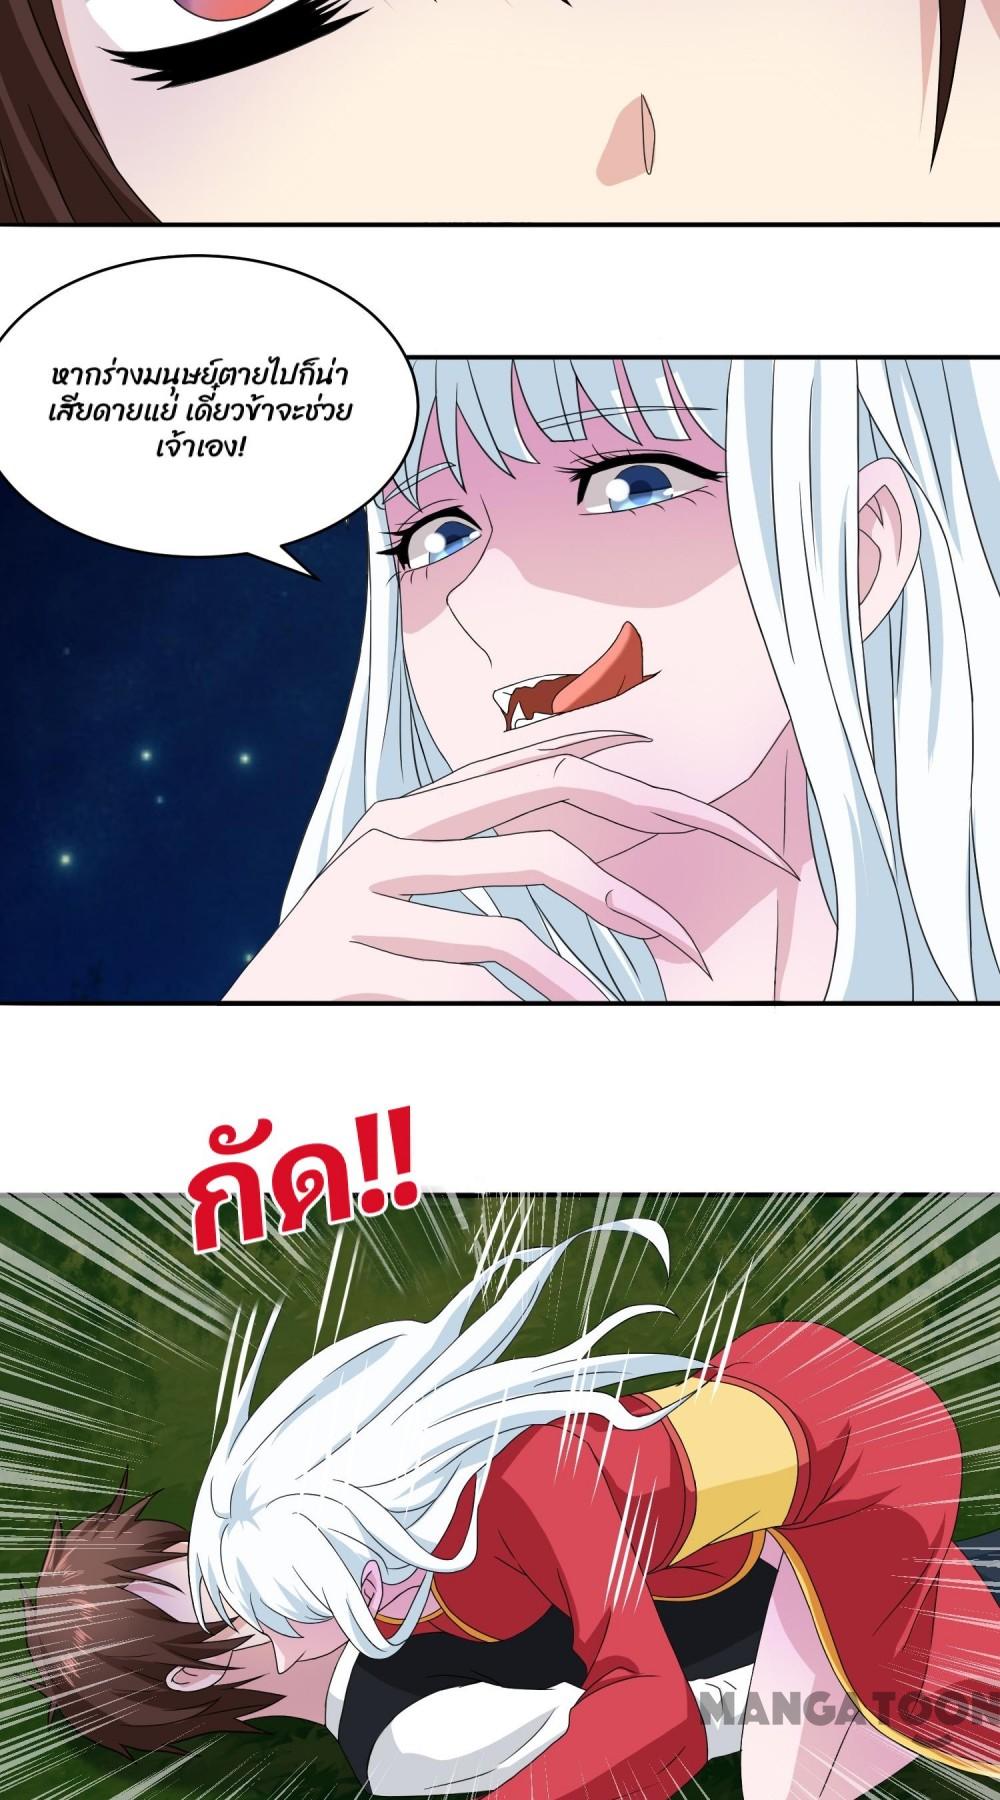 หากร่างมนุษย์ตายไปก็น่า
เสียดายแย่ เดี๋ยวข้าจะช่วย
เจ้าเอง!
กัด!!
MANGATOON